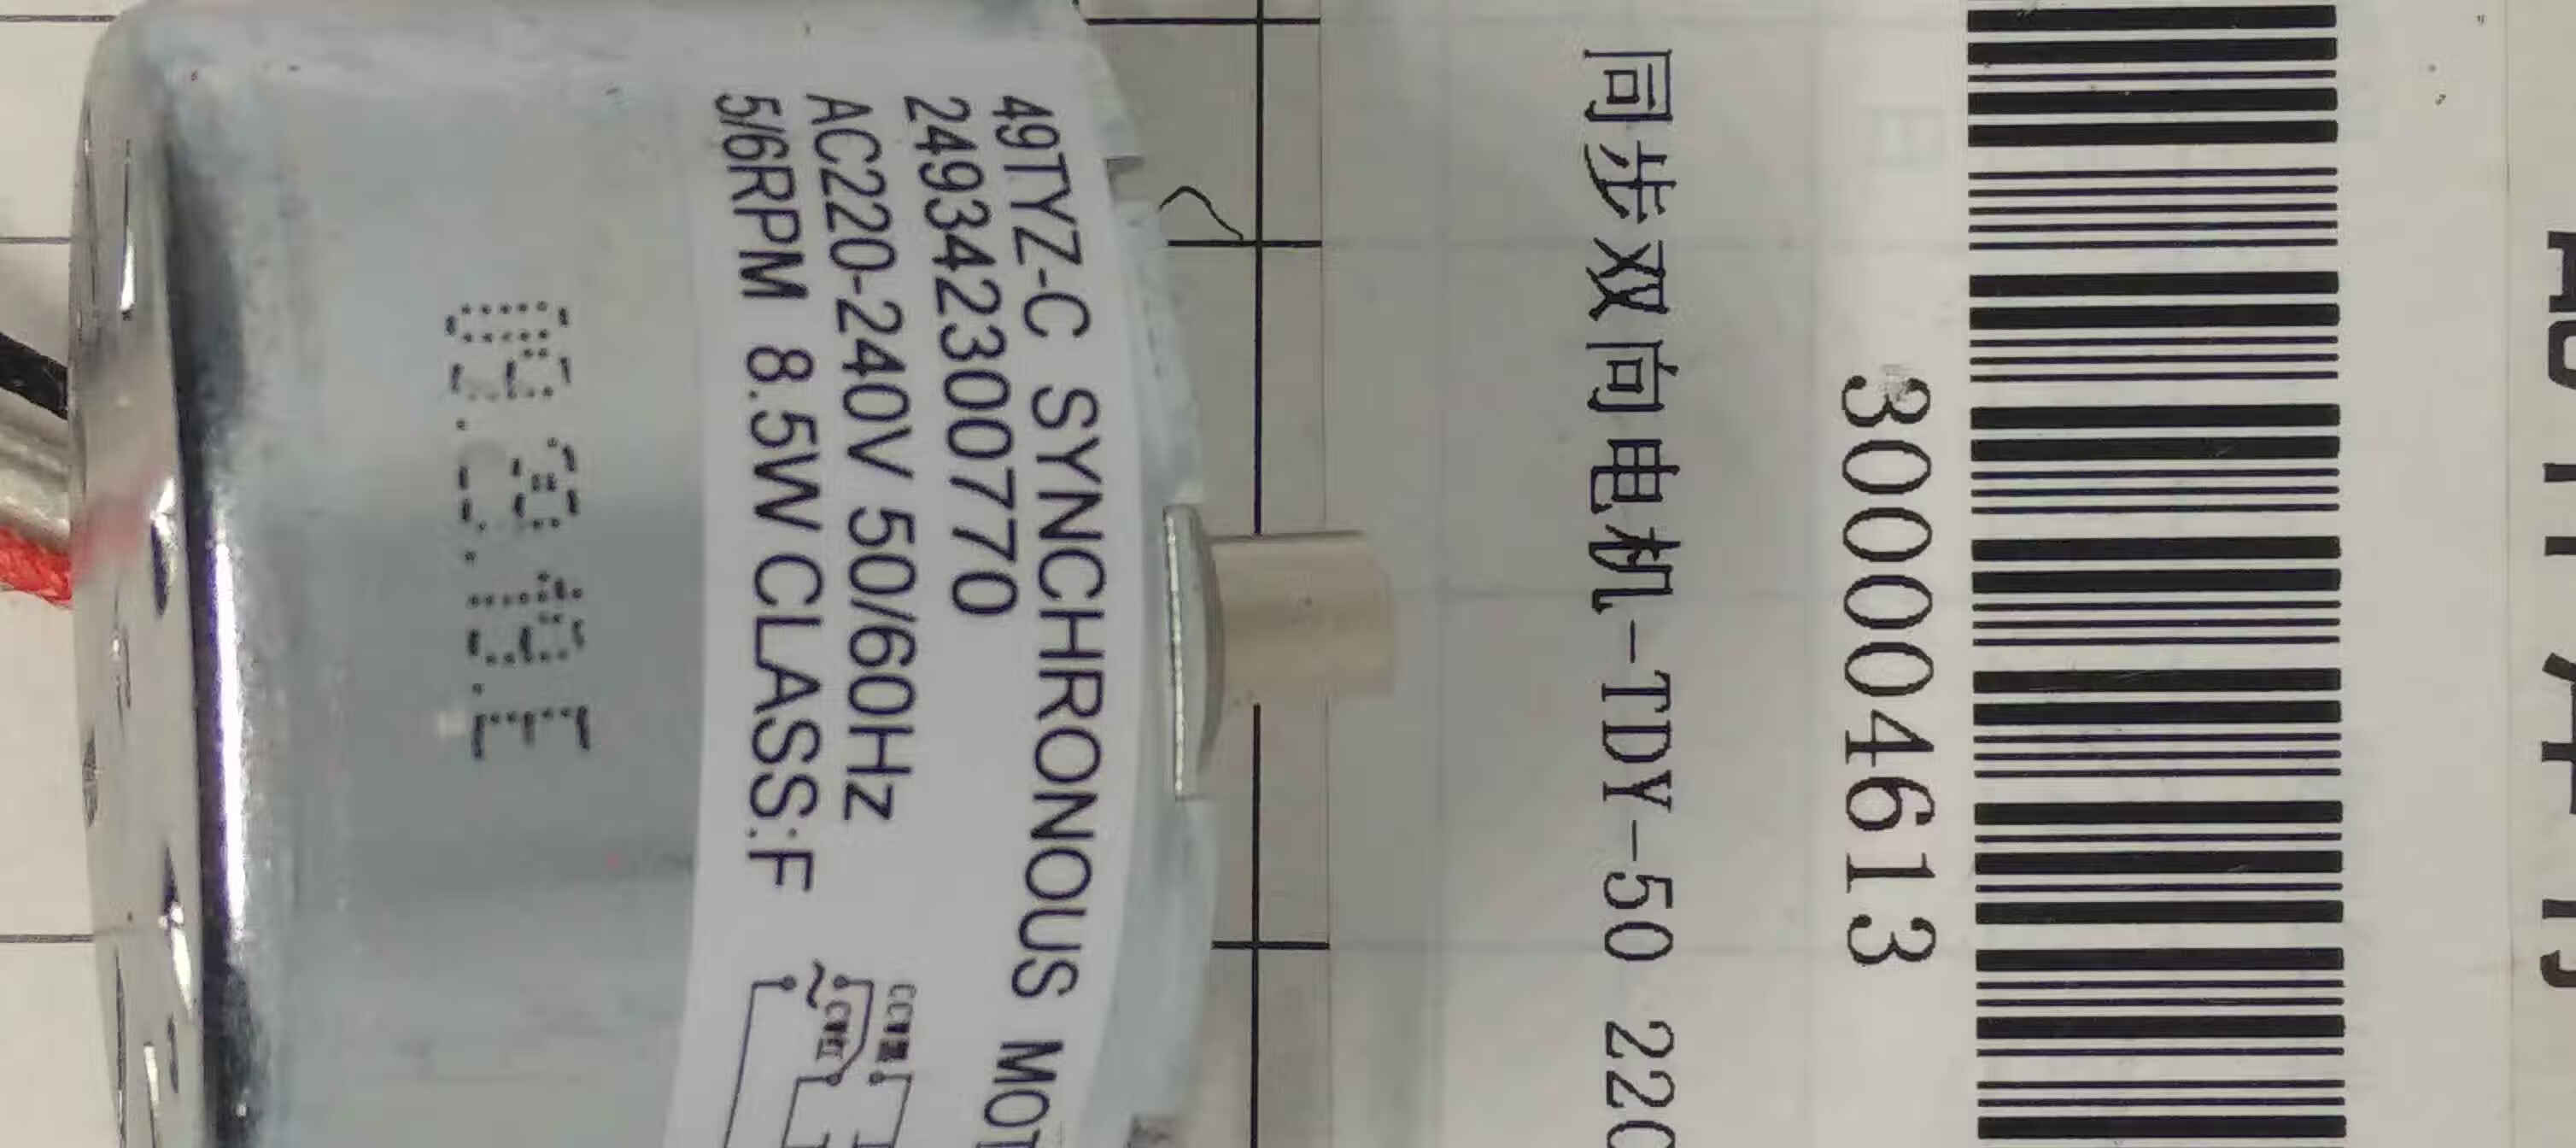 49TYZ-C SYNCHRONOUS MOT
249342300770
AC220-240V 50/60Hz
5/6RPM 8.5W CLASS:F
3000004613
同步双向电机-TDY-50 220